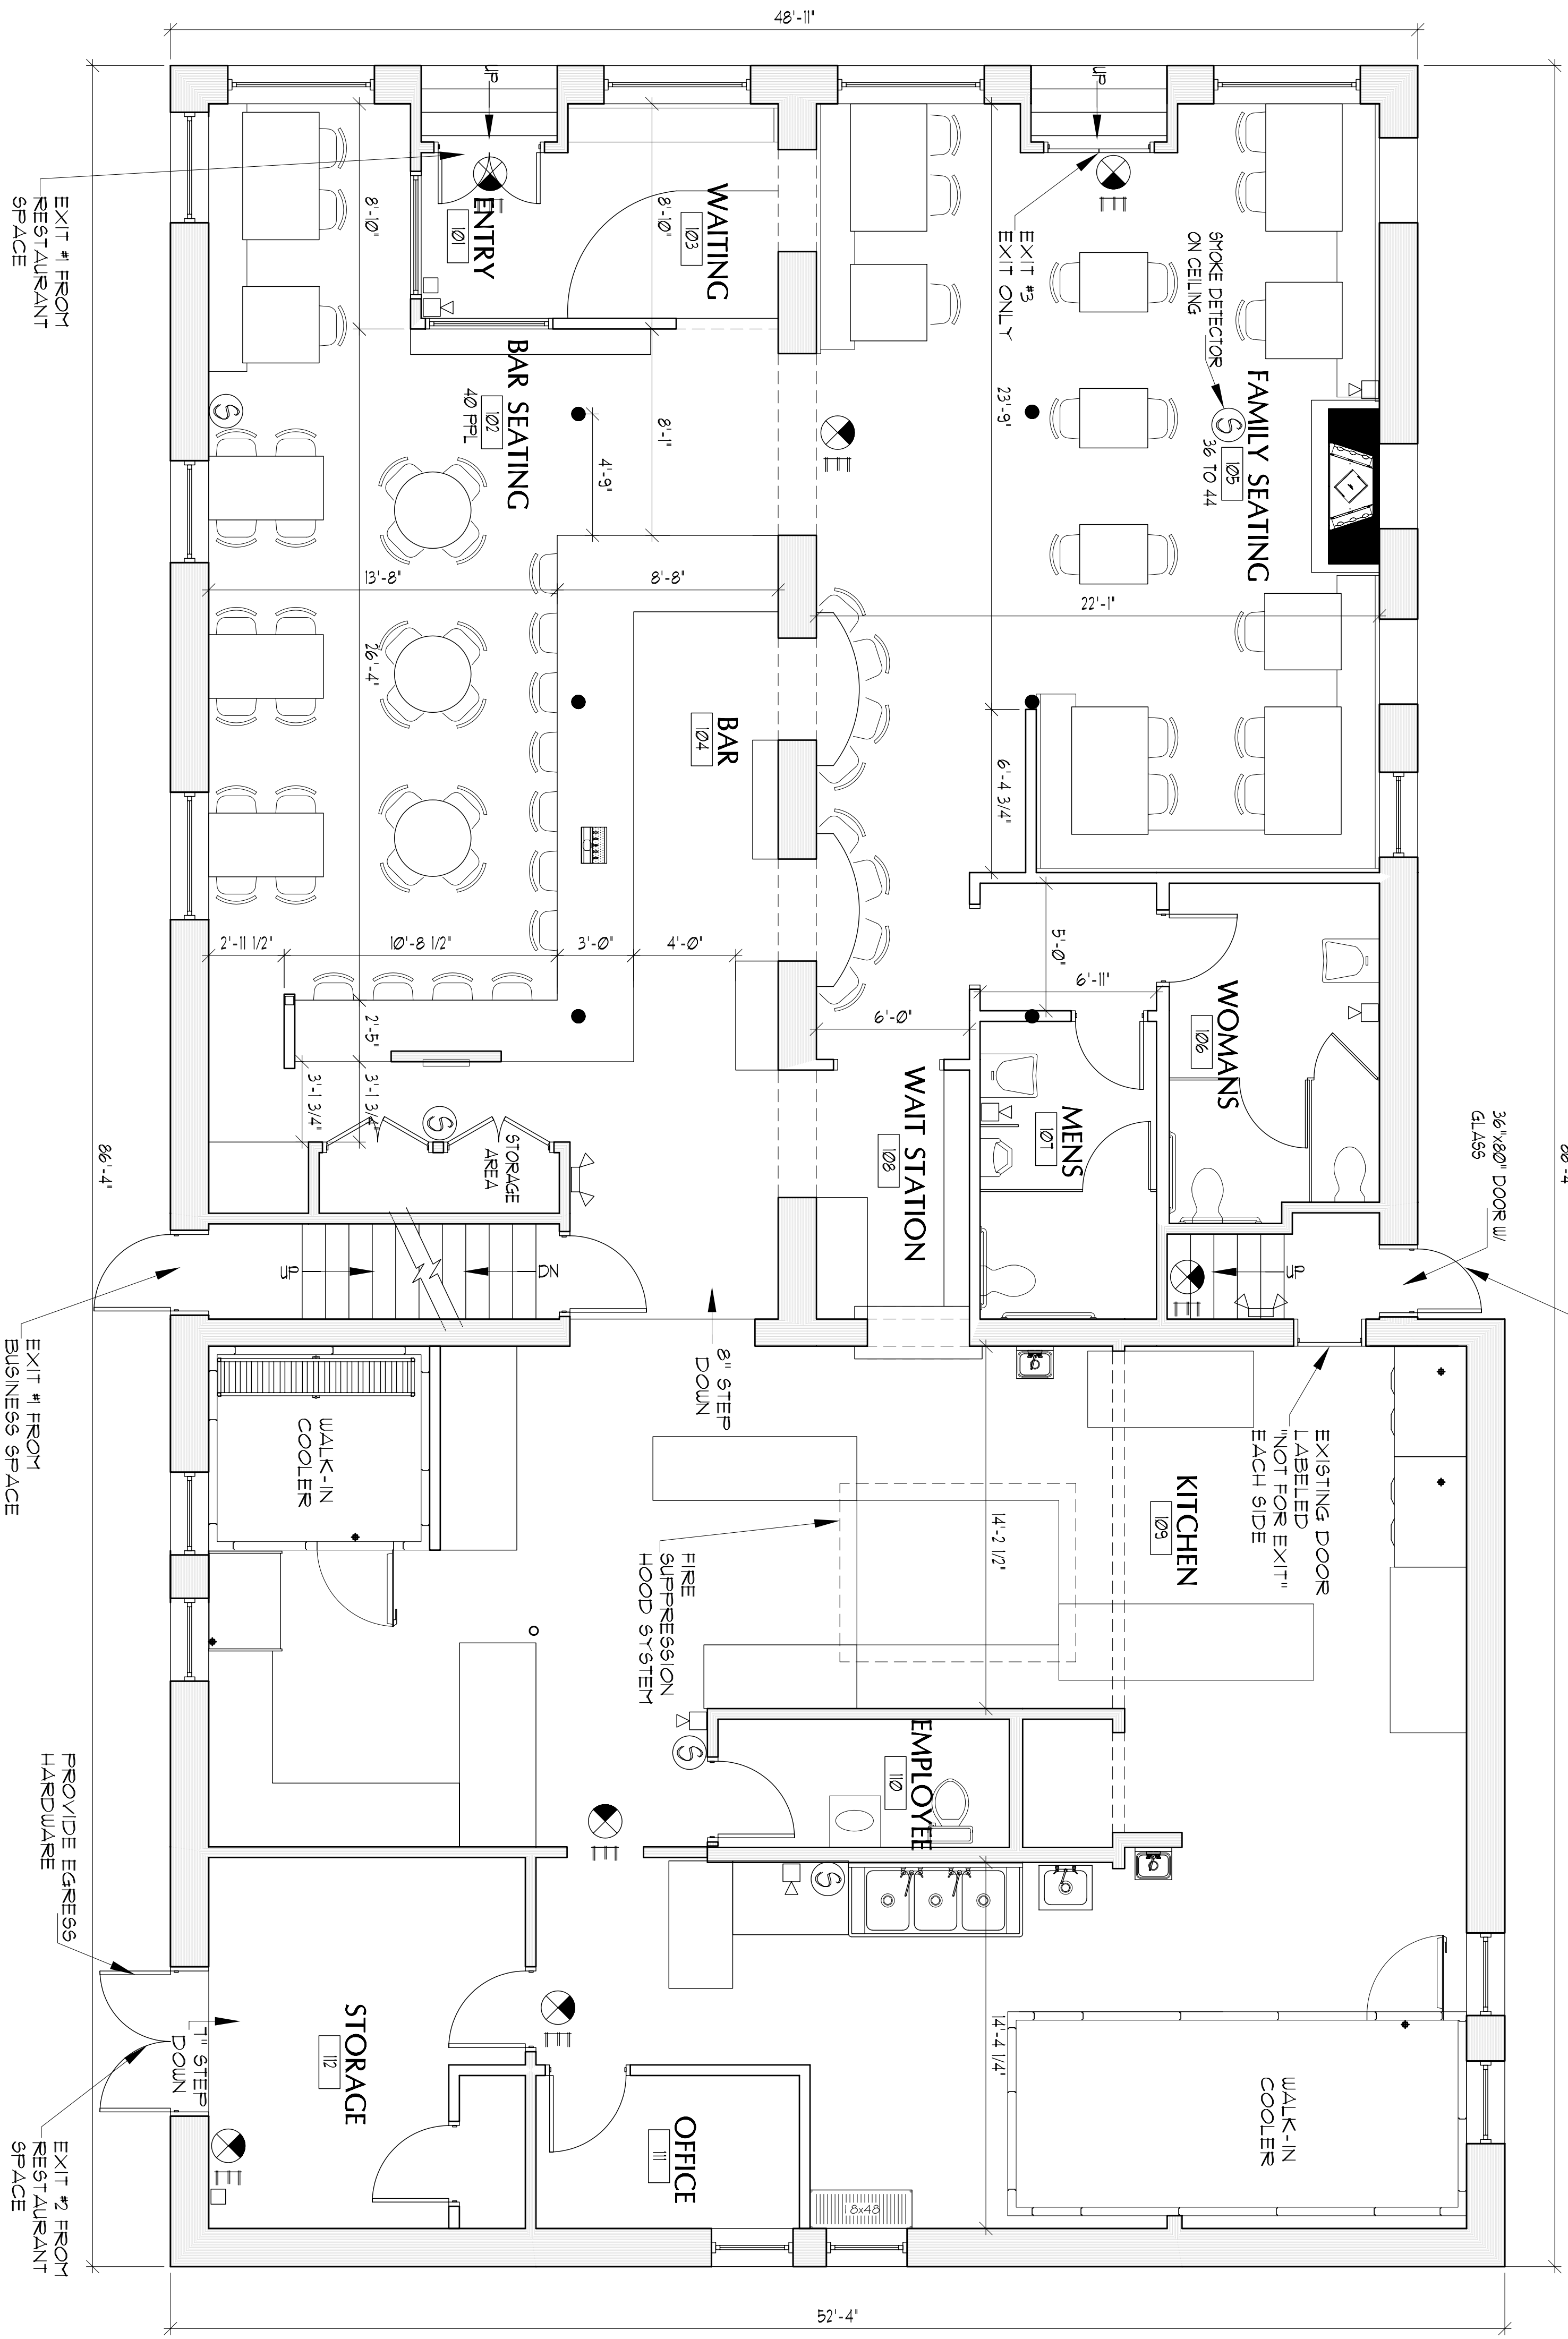 48'-11"
UP
UP
EXIT #1 FROM
RESTAURANT
SPACE
8'-10"
ENTRY
101
WAITING
103
8'-10"
EXIT #3
EXIT ONLY
SMOKE DETECTOR
ON CEILING
FAMILY SEATING
105
36 TO 44
S
BAR SEATING
102
40 PPL
S
4'-9"
8'-1"
23'-9"
13'-8"
8'-8"
22'-1"
26'-4"
BAR
104
6'-4 3/4"
2'-11 1/2"
10'-8 1/2"
3'-0"
4'-0"
5'-0"
6'-11"
6'-0"
2'-5"
3'-1 3/4"
3'-1 3/4"
S
STORAGE
AREA
WAIT STATION
108
MENS
107
WOMANS
106
36"x80" DOOR W/
GLASS
86'-4"
86'-4"
UP
DN
UP
EXIT #1 FROM
BUSINESS SPACE
8" STEP
DOWN
WALK-IN
COOLER
EXISTING DOOR
LABELED
"NOT FOR EXIT"
EACH SIDE
KITCHEN
109
14'-2 1/2"
FIRE
SUPPRESSION
HOOD SYSTEM
EMPLOYEE
110
S
S
PROVIDE EGRESS
HARDWARE
STORAGE
112
7" STEP
DOWN
EXIT #2 FROM
RESTAURANT
SPACE
OFFICE
111
14'-4 1/4"
WALK-IN
COOLER
18x48
52'-4"